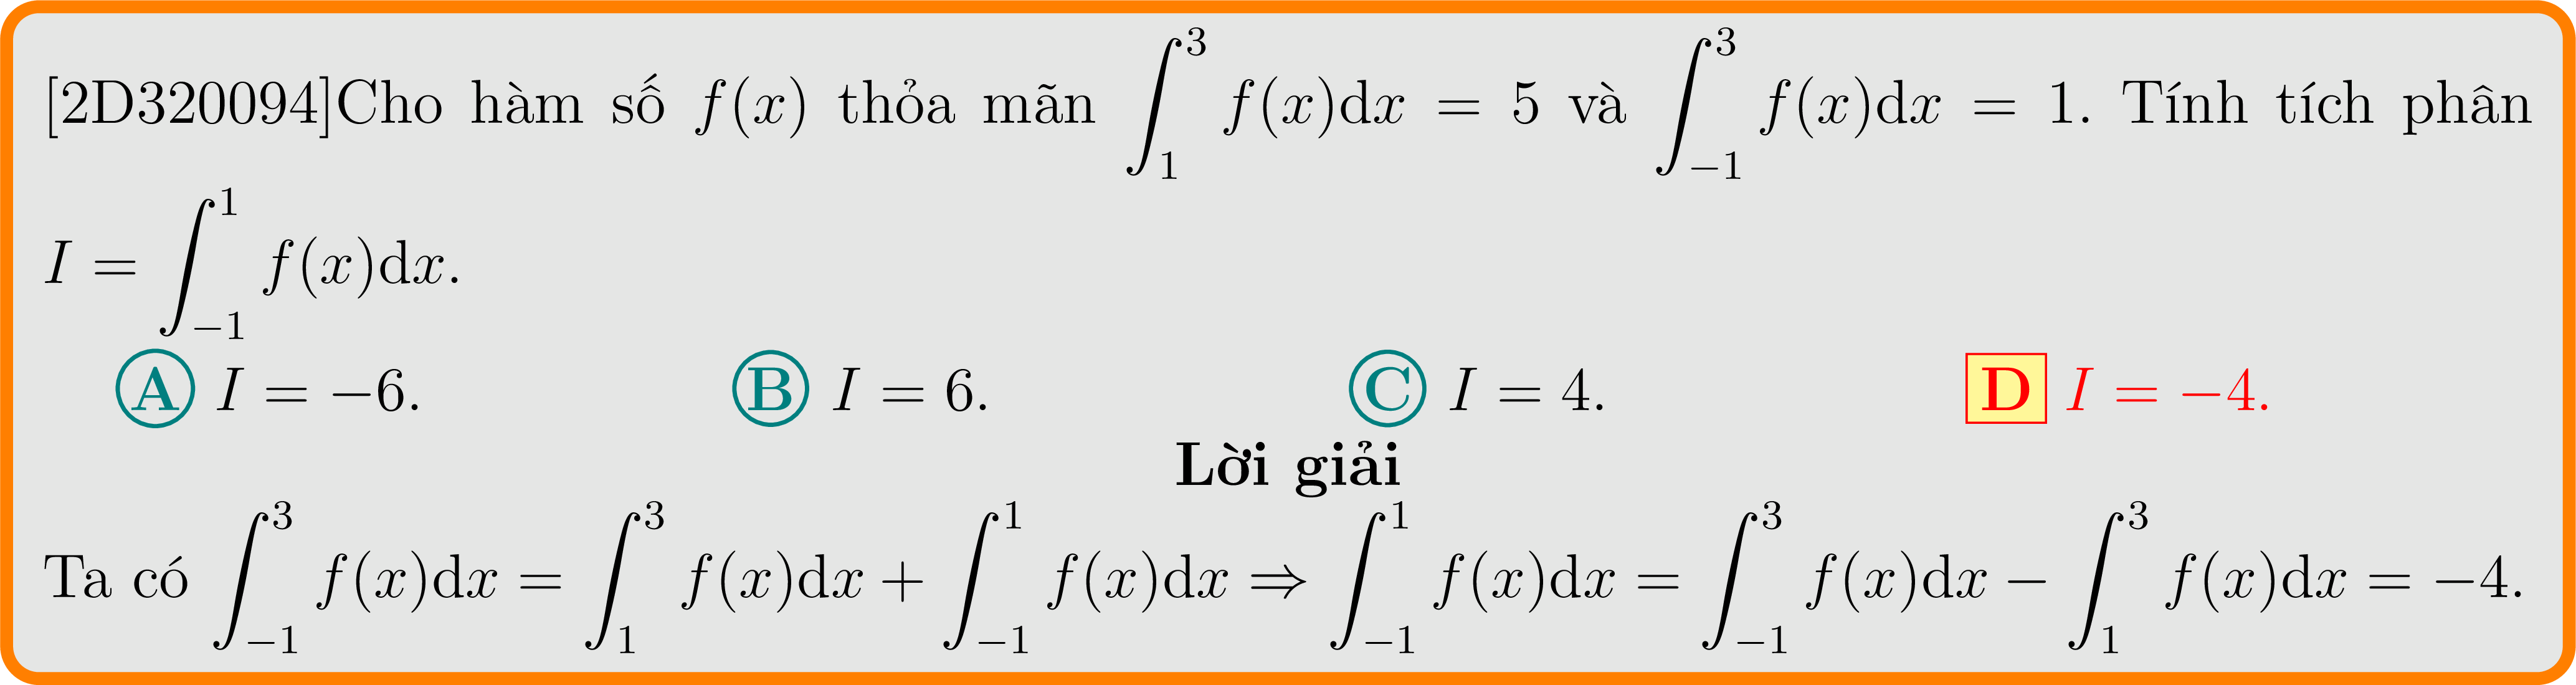 [2D320094]Cho hàm số $f(x)$ thỏa mãn $\int_{1}^{3} f(x)\mathrm{d}x = 5$ và $\int_{-1}^{3} f(x)\mathrm{d}x = 1$. Tính tích phân
$I = \int_{-1}^{1} f(x)\mathrm{d}x$.
A $I = -6$. B $I = 6$. C $I = 4$. D $I = -4$.
Lời giải
Ta có $\int_{-1}^{3} f(x)\mathrm{d}x = \int_{1}^{3} f(x)\mathrm{d}x + \int_{-1}^{1} f(x)\mathrm{d}x \Rightarrow \int_{-1}^{1} f(x)\mathrm{d}x = \int_{-1}^{3} f(x)\mathrm{d}x - \int_{1}^{3} f(x)\mathrm{d}x = -4$.